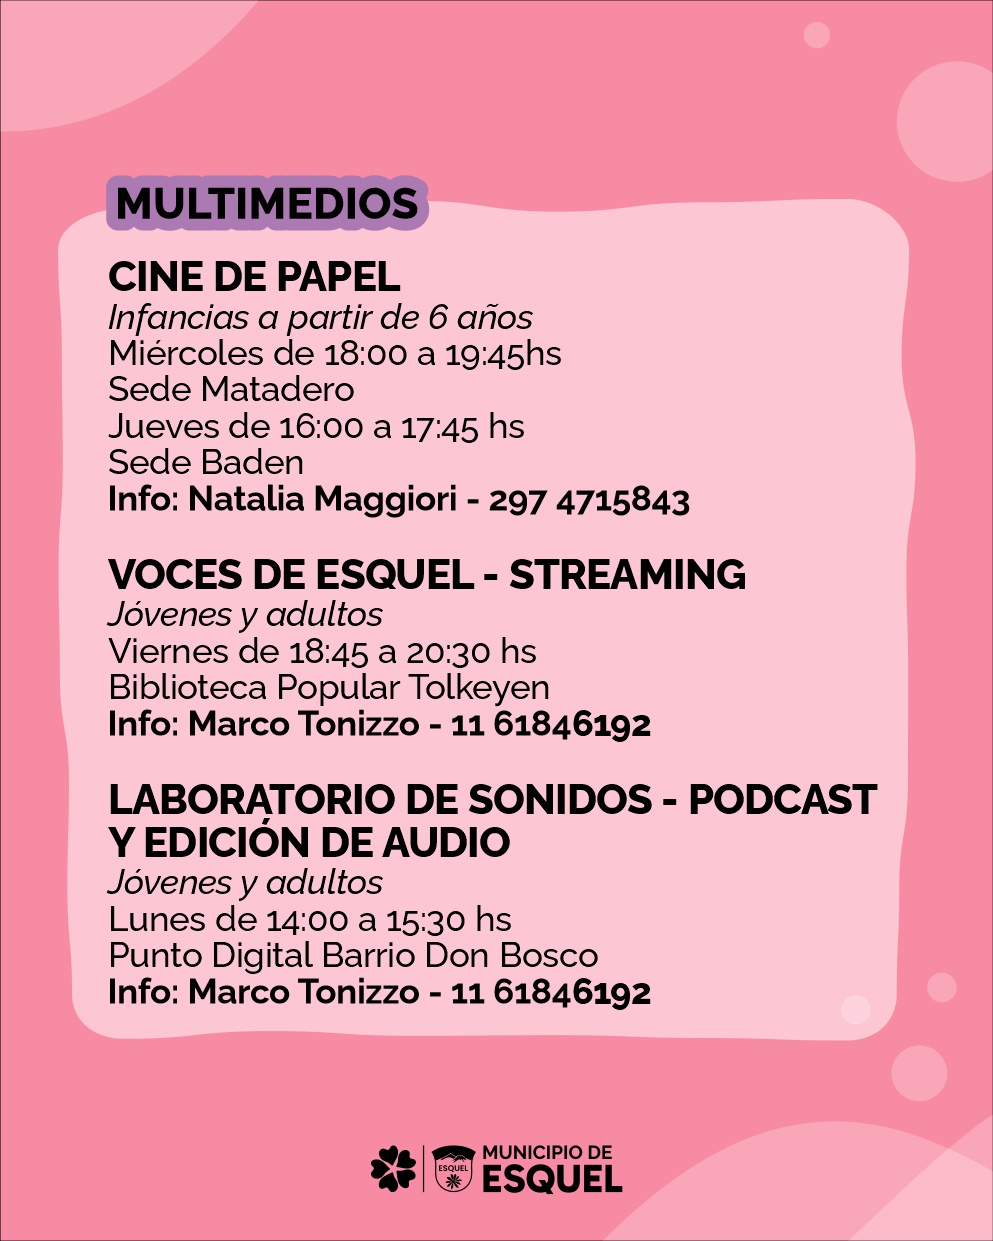 MULTIMEDIOS
CINE DE PAPEL
Infancias a partir de 6 años
Miércoles de 18:00 a 19:45hs
Sede Matadero
Jueves de 16:00 a 17:45 hs
Sede Baden
Info: Natalia Maggiori - 297 4715843
VOCES DE ESQUEL - STREAMING
Jóvenes y adultos
Viernes de 18:45 a 20:30 hs
Biblioteca Popular Tolkeyen
Info: Marco Tonizzo - 11 61846192
LABORATORIO DE SONIDOS - PODCAST
Y EDICIÓN DE AUDIO
Jóvenes y adultos
Lunes de 14:00 a 15:30 hs
Punto Digital Barrio Don Bosco
Info: Marco Tonizzo - 11 61846192
ESQUEL
MUNICIPIO DE
ESQUEL